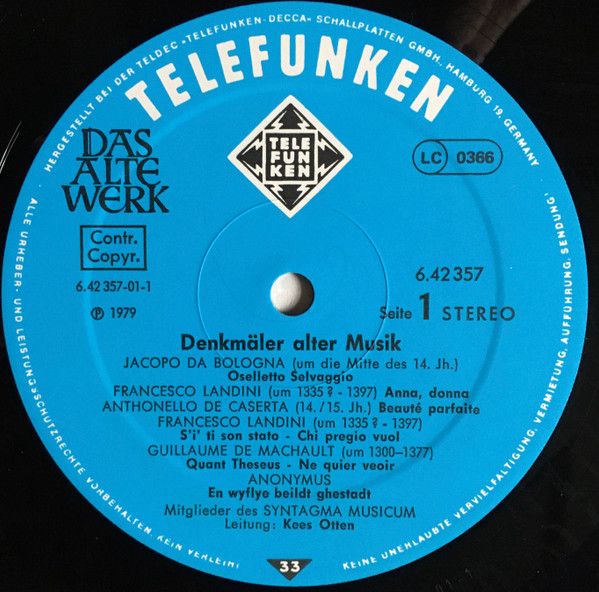 HERGESTELLT BEI DER TELDEC »TELEFUNKEN-DECCA« SCHALLPLATTEN GMBH., HAMBURG 19, GERMANY
TELEFUNKEN
TELE
FUN
KEN
DAS
ALTE
WERK
LC 0366
Contr.
Copyr.
6.42 357-01-1
Ⓟ 1979
6.42 357
Seite 1 STEREO
Denkmäler alter Musik
JACOPO DA BOLOGNA (um die Mitte des 14. Jh.)
Oselletto Selvaggio
FRANCESCO LANDINI (um 1335 ? - 1397) Anna, donna
ANTHONELLO DE CASERTA (14. / 15. Jh.) Beauté parfaite
FRANCESCO LANDINI (um 1335 ? - 1397)
S'i' ti son stato - Chi pregio vuol
GUILLAUME DE MACHAULT (um 1300–1377)
Quant Theseus - Ne quier veoir
ANONYMUS
En wyflye beildt ghestadt
Mitglieder des SYNTAGMA MUSICUM
Leitung: Kees Otten
33
ALLE URHEBER- UND LEISTUNGSSCHUTZRECHTE VORBEHALTEN. KEIN VERLEIH!
KEINE UNERLAUBTE VERVIELFÄLTIGUNG, VERMIETUNG, AUFFÜHRUNG, SENDUNG!